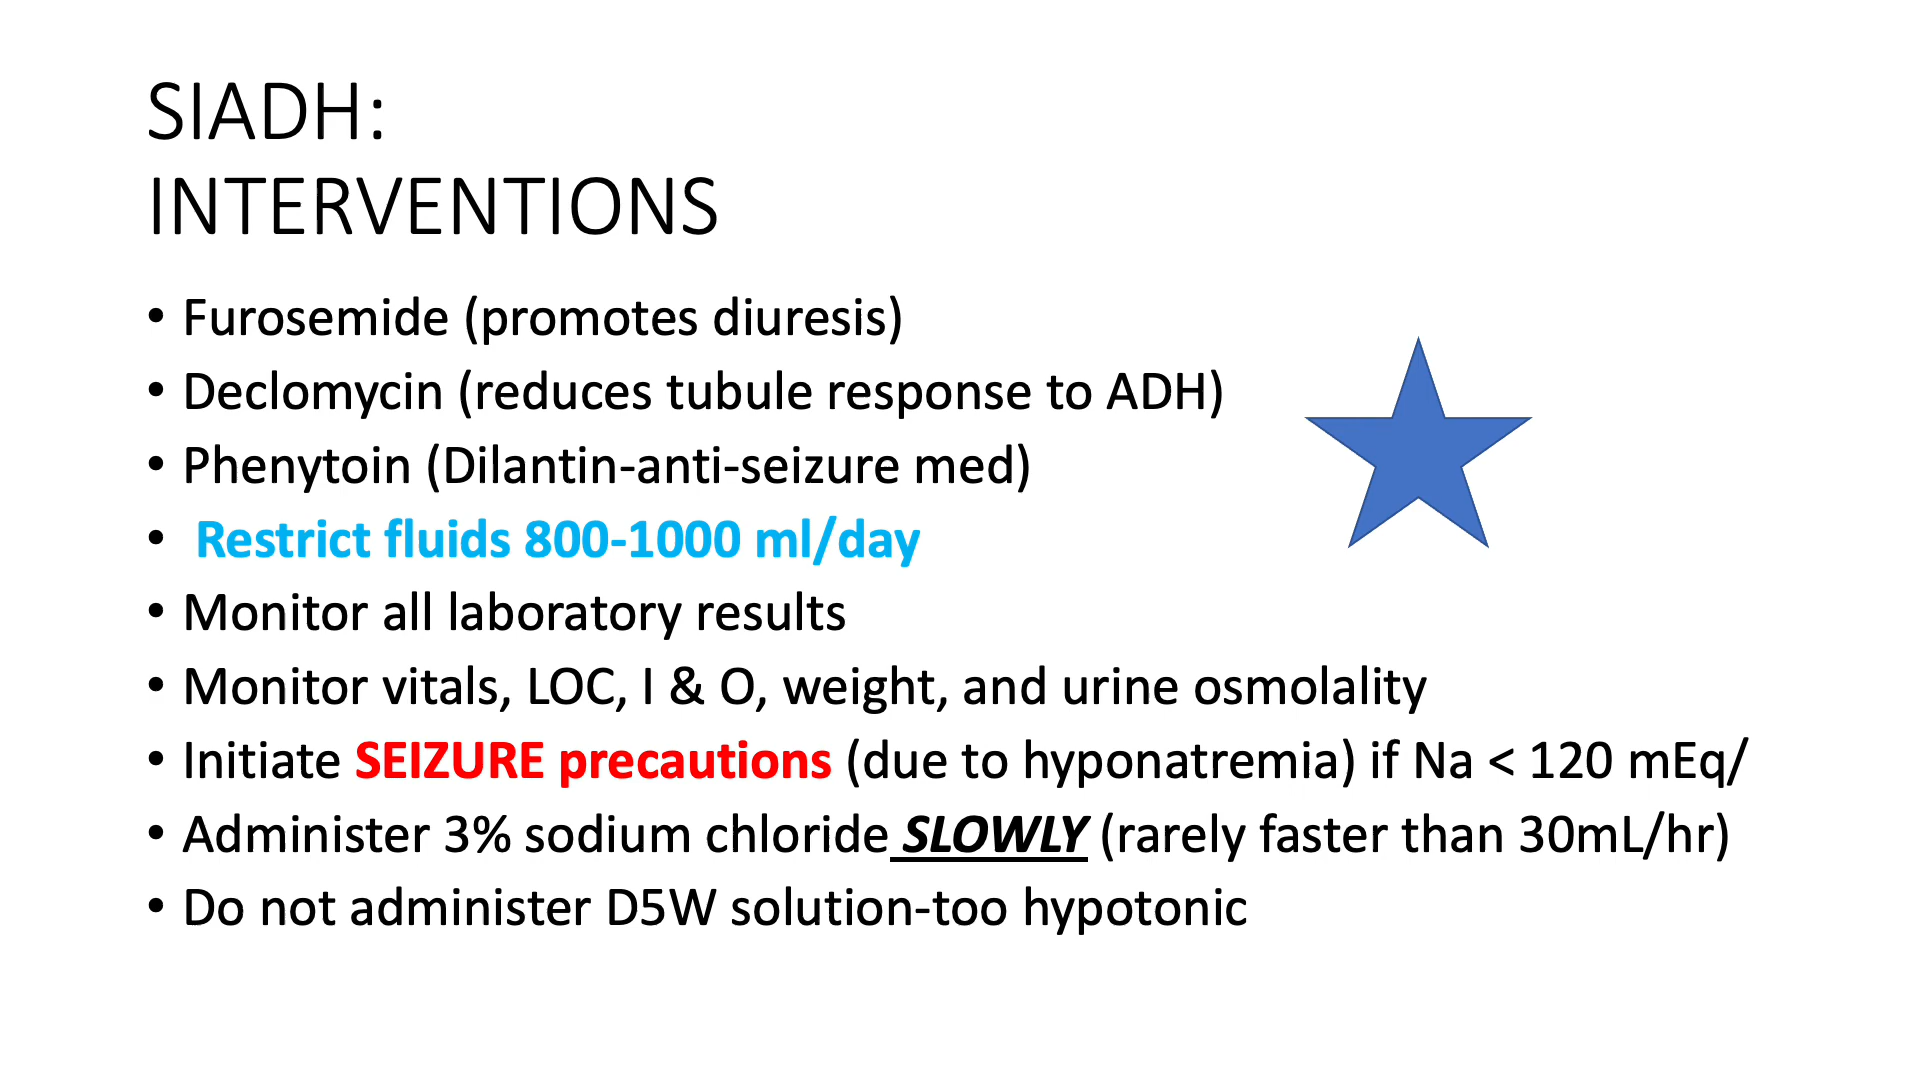 SIADH:
INTERVENTIONS
• Furosemide (promotes diuresis)
• Declomycin (reduces tubule response to ADH)
• Phenytoin (Dilantin-anti-seizure med)
• Restrict fluids 800-1000 ml/day
• Monitor all laboratory results
• Monitor vitals, LOC, I & O, weight, and urine osmolality
• Initiate SEIZURE precautions (due to hyponatremia) if Na < 120 mEq/
• Administer 3% sodium chloride SLOWLY (rarely faster than 30mL/hr)
• Do not administer D5W solution-too hypotonic